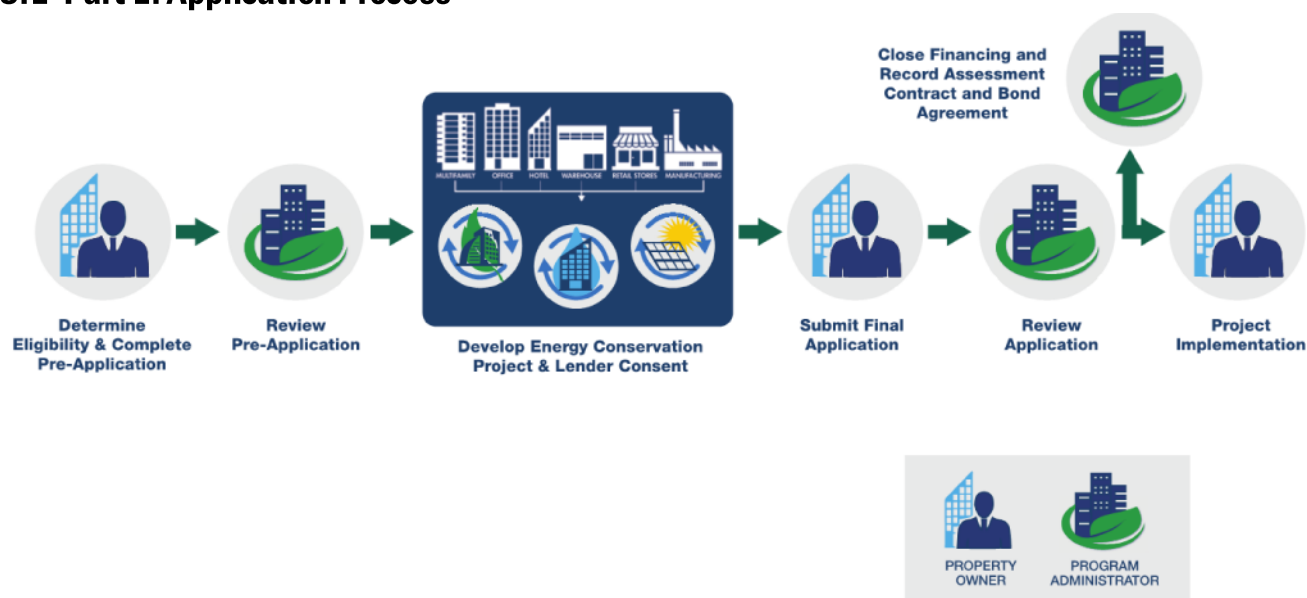 Close Financing and
Record Assessment
Contract and Bond
Agreement
MULTIFAMILY
OFFICE
HOTEL
WAREHOUSE
RETAIL STORES
MANUFACTURING
Determine
Eligibility & Complete
Pre-Application
Review
Pre-Application
Develop Energy Conservation
Project & Lender Consent
Submit Final
Application
Review
Application
Project
Implementation
PROPERTY
OWNER
PROGRAM
ADMINISTRATOR